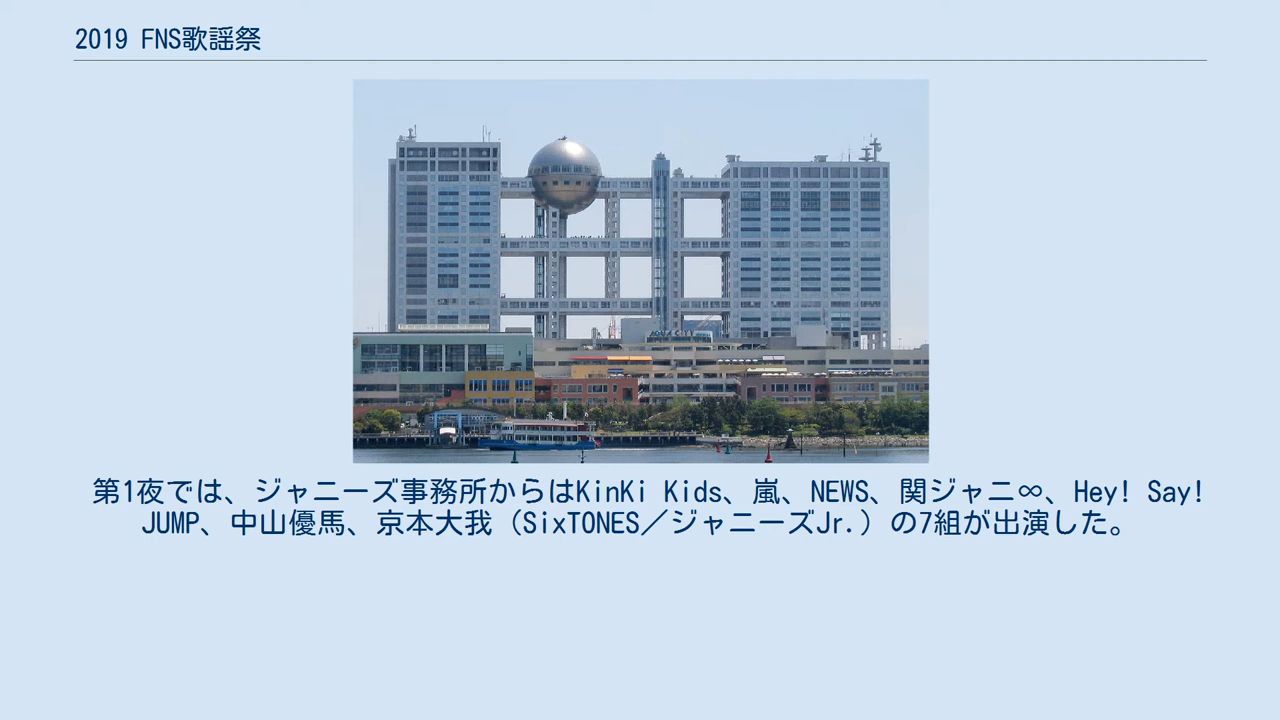 2019 FNS歌謡祭
AQUA CITY
第1夜では、ジャニーズ事務所からはKinKi Kids、嵐、NEWS、関ジャニ∞、Hey! Say!
JUMP、中山優馬、京本大我（SixTONES／ジャニーズJr.）の7組が出演した。